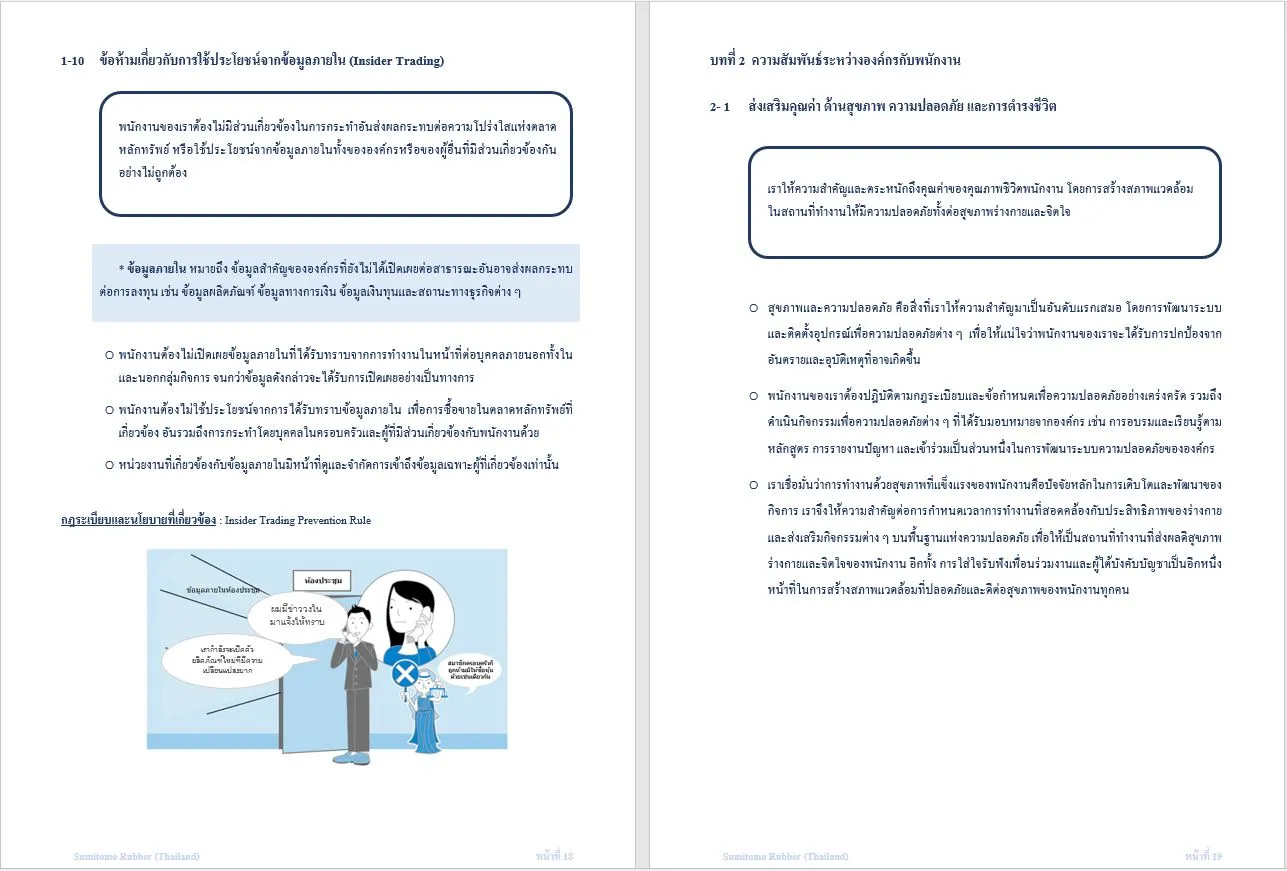 1-10 ข้อห้ามเกี่ยวกับการใช้ประโยชน์จากข้อมูลภายใน (Insider Trading)
พนักงานของเราต้องไม่มีส่วนเกี่ยวข้องในการกระทำอันส่งผลกระทบต่อความโปร่งใสแห่งตลาด
หลักทรัพย์ หรือใช้ประโยชน์จากข้อมูลภายในทั้งขององค์กรหรือของผู้อื่นที่มีส่วนเกี่ยวข้องกัน
อย่างไม่ถูกต้อง
* ข้อมูลภายใน หมายถึง ข้อมูลสำคัญขององค์กรที่ยังไม่ได้เปิดเผยต่อสาธารณะอันอาจส่งผลกระทบ
ต่อการลงทุน เช่น ข้อมูลผลิตภัณฑ์ ข้อมูลทางการเงิน ข้อมูลเงินทุนและสถานะทางธุรกิจต่าง ๆ
O พนักงานต้องไม่เปิดเผยข้อมูลภายในที่ได้รับทราบจากการทำงานในหน้าที่ต่อบุคคลภายนอกทั้งใน
และนอกกลุ่มกิจการ จนกว่าข้อมูลดังกล่าวจะได้รับการเปิดเผยอย่างเป็นทางการ
O พนักงานต้องไม่ใช้ประโยชน์จากการได้รับทราบข้อมูลภายใน เพื่อการซื้อขายในตลาดหลักทรัพย์ที่
เกี่ยวข้อง อันรวมถึงการกระทำโดยบุคคลในครอบครัวและผู้ที่มีส่วนเกี่ยวข้องกับพนักงานด้วย
O หน่วยงานที่เกี่ยวข้องกับข้อมูลภายในมีหน้าที่ดูและจำกัดการเข้าถึงข้อมูลเฉพาะผู้ที่เกี่ยวข้องเท่านั้น
กฎระเบียบและนโยบายที่เกี่ยวข้อง : Insider Trading Prevention Rule
ห้องประชุม
ข้อมูลภายในห้องประชุม
ผมมีข่าววงใน
มาแจ้งให้ทราบ
เรากำลังจะเปิดตัว
ผลิตภัณฑ์ใหม่ที่มีความ
เปลี่ยนแปลงมาก
สมาชิกครอบครัวก็
ถูกห้ามมิให้ซื้อหุ้น
ด้วยเช่นเดียวกัน
Sumitomo Rubber (Thailand) หน้าที่ 18
บทที่ 2 ความสัมพันธ์ระหว่างองค์กรกับพนักงาน
2- 1 ส่งเสริมคุณค่า ด้านสุขภาพ ความปลอดภัย และการดำรงชีวิต
เราให้ความสำคัญและตระหนักถึงคุณค่าของคุณภาพชีวิตพนักงาน โดยการสร้างสภาพแวดล้อม
ในสถานที่ทำงานให้มีความปลอดภัยทั้งต่อสุขภาพร่างกายและจิตใจ
O สุขภาพและความปลอดภัย คือสิ่งที่เราให้ความสำคัญมาเป็นอันดับแรกเสมอ โดยการพัฒนาระบบ
และติดตั้งอุปกรณ์เพื่อความปลอดภัยต่าง ๆ เพื่อให้แน่ใจว่าพนักงานของเราจะได้รับการปกป้องจาก
อันตรายและอุบัติเหตุที่อาจเกิดขึ้น
O พนักงานของเราต้องปฏิบัติตามกฎระเบียบและข้อกำหนดเพื่อความปลอดภัยอย่างเคร่งครัด รวมถึง
ดำเนินกิจกรรมเพื่อความปลอดภัยต่าง ๆ ที่ได้รับมอบหมายจากองค์กร เช่น การอบรมและเรียนรู้ตาม
หลักสูตร การรายงานปัญหา และเข้าร่วมเป็นส่วนหนึ่งในการพัฒนาระบบความปลอดภัยขององค์กร
O เราเชื่อมั่นว่าการทำงานด้วยสุขภาพที่แข็งแรงของพนักงานคือปัจจัยหลักในการเติบโตและพัฒนาของ
กิจการ เราจึงให้ความสำคัญต่อการกำหนดเวลาการทำงานที่สอดคล้องกับประสิทธิภาพของร่างกาย
และส่งเสริมกิจกรรมต่าง ๆ บนพื้นฐานแห่งความปลอดภัย เพื่อให้เป็นสถานที่ทำงานที่ส่งผลดีสุขภาพ
ร่างกายและจิตใจของพนักงาน อีกทั้ง การใส่ใจรับฟังเพื่อนร่วมงานและผู้ใต้บังคับบัญชาเป็นอีกหนึ่ง
หน้าที่ในการสร้างสภาพแวดล้อมที่ปลอดภัยและดีต่อสุขภาพของพนักงานทุกคน
Sumitomo Rubber (Thailand) หน้าที่ 19